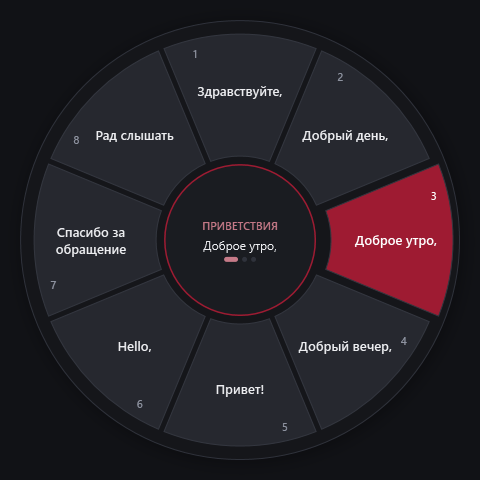 1
Здравствуйте,
2
Добрый день,
3
Доброе утро,
4
Добрый вечер,
5
Привет!
6
Hello,
7
Спасибо за
обращение
8
Рад слышать
ПРИВЕТСТВИЯ
Доброе утро,